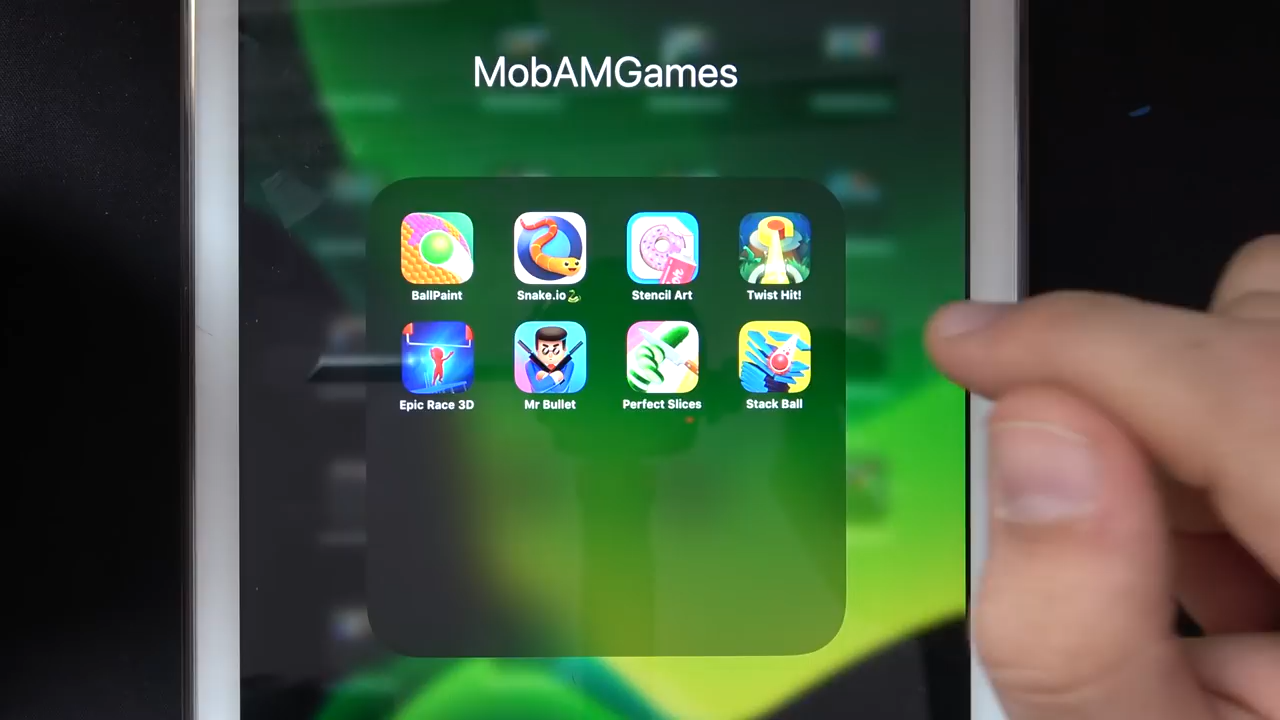 MobAMGames
BallPaint
Snake.io🐍
Stencil Art
Twist Hit!
Epic Race 3D
Mr Bullet
Perfect Slices
Stack Ball